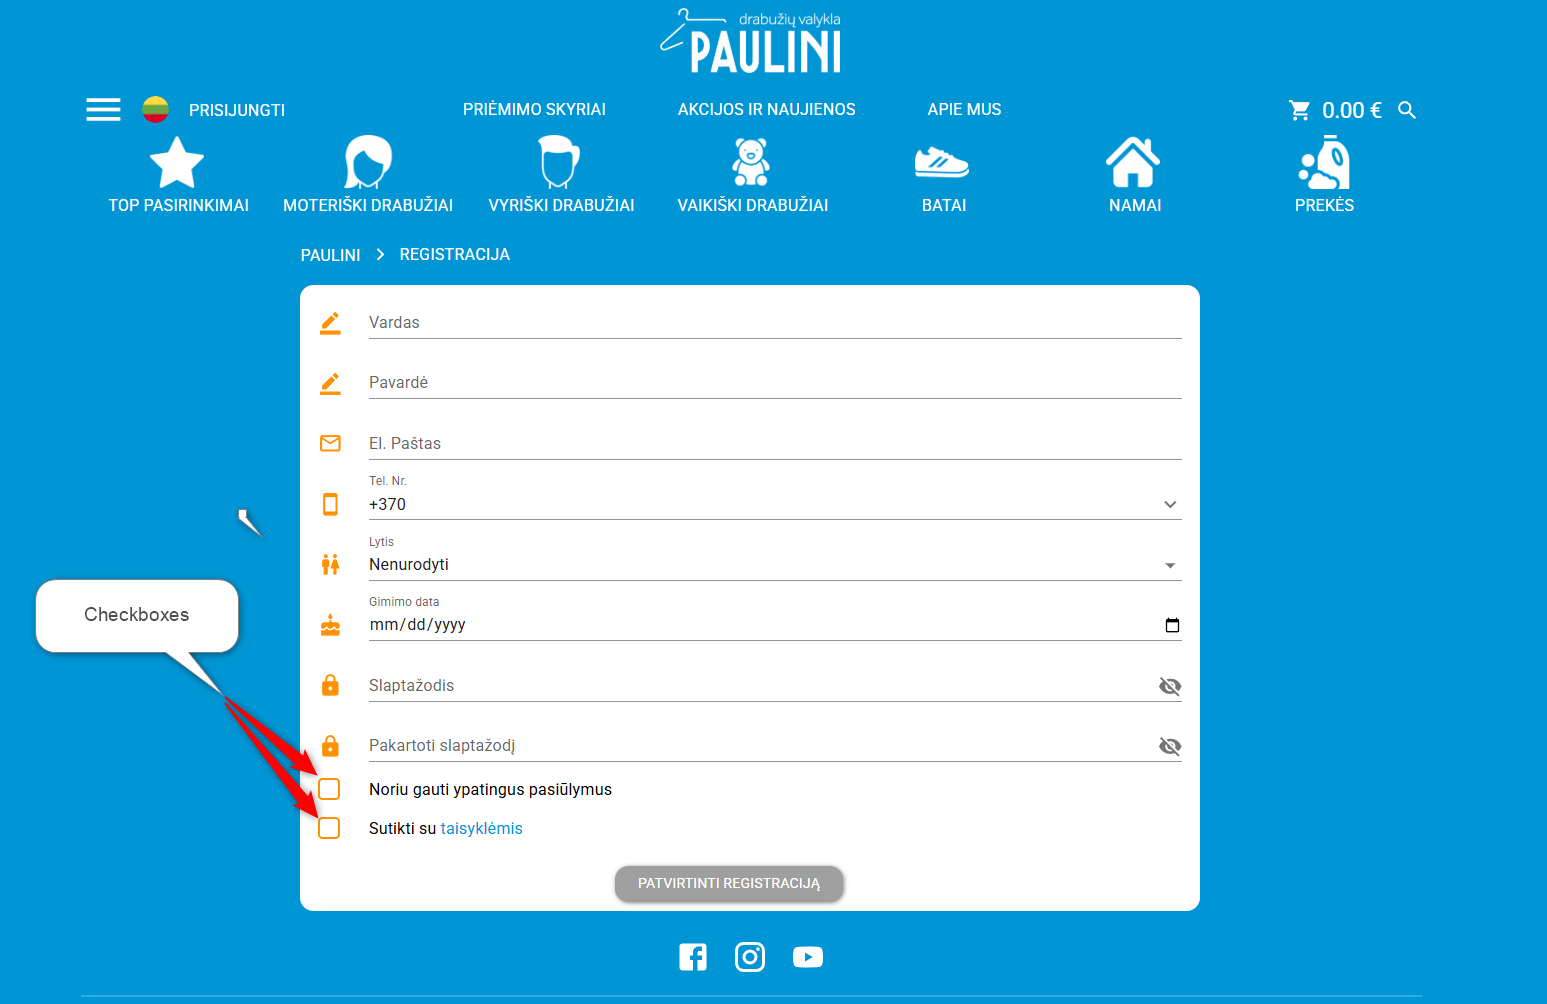 drabužių valykla
PAULINI
PRISIJUNGTI
PRIĖMIMO SKYRIAI
AKCIJOS IR NAUJIENOS
APIE MUS
0.00 €
TOP PASIRINKIMAI
MOTERIŠKI DRABUŽIAI
VYRIŠKI DRABUŽIAI
VAIKIŠKI DRABUŽIAI
BATAI
NAMAI
PREKĖS
PAULINI
REGISTRACIJA
Vardas
Pavardė
El. Paštas
Tel. Nr.
+370
Lytis
Nenurodyti
Gimimo data
mm/dd/yyyy
Checkboxes
Slaptažodis
Pakartoti slaptažodį
Noriu gauti ypatingus pasiūlymus
Sutikti su taisyklėmis
PATVIRTINTI REGISTRACIJĄ